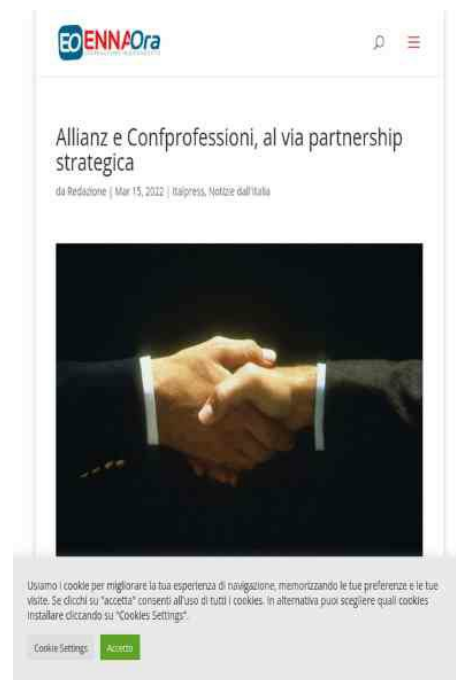 EO ENNAOra
Allianz e Confprofessioni, al via partnership
strategica
da Redazione | Mar 15, 2022 | Italpress, Notizie dall'Italia
Usiamo i cookie per migliorare la tua esperienza di navigazione, memorizzando le tue preferenze e le tue
visite. Se clicchi su "accetta" consenti all'uso di tutti i cookies. In alternativa puoi scegliere quali cookies
installare cliccando su "Cookies Settings".
Cookie Settings Accetto